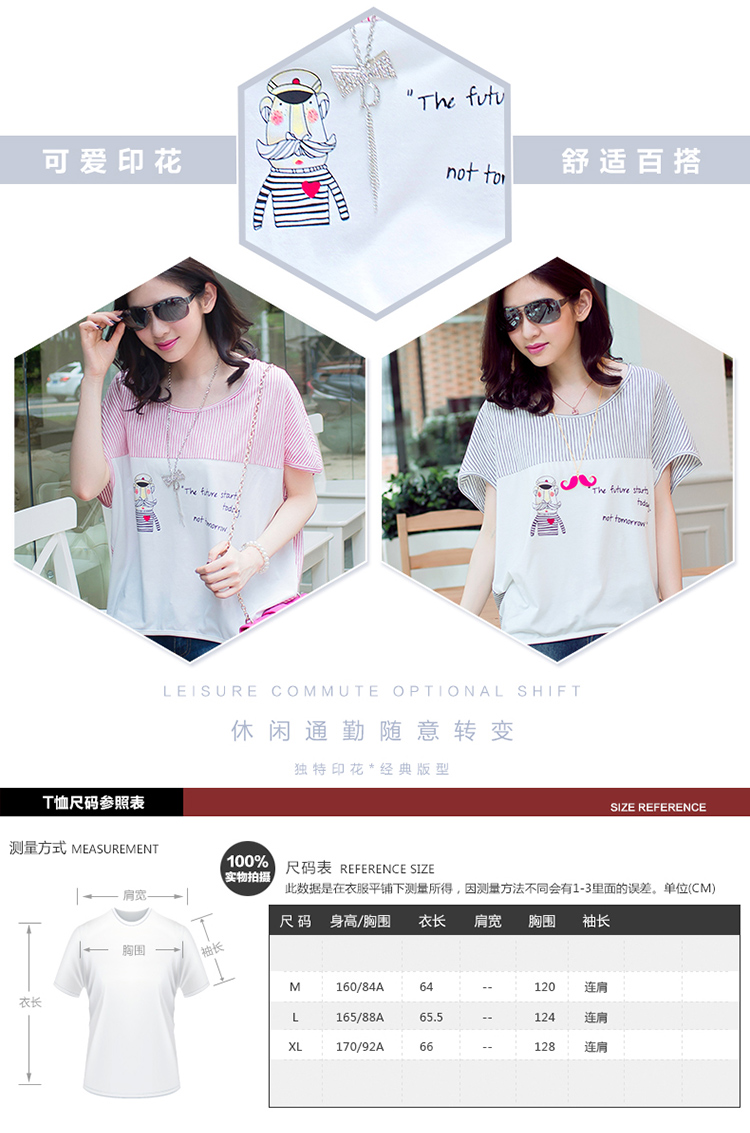 "The futu
not to
可爱印花
舒适百搭
"The future starts
today,
not tomorrow"
The future starts
today,
not tomorrow"
LEISURE COMMUTE OPTIONAL SHIFT
休闲通勤随意转变
独特印花*经典版型
T恤尺码参照表
SIZE REFERENCE
测量方式 MEASUREMENT
100%
实物拍摄
尺码表 REFERENCE SIZE
此数据是在衣服平铺下测量所得，因测量方法不同会有1-3里面的误差。单位(CM)
肩宽
胸围
袖长
衣长
尺码 身高/胸围 衣长 肩宽 胸围 袖长
M 160/84A 64 -- 120 连肩
L 165/88A 65.5 -- 124 连肩
XL 170/92A 66 -- 128 连肩